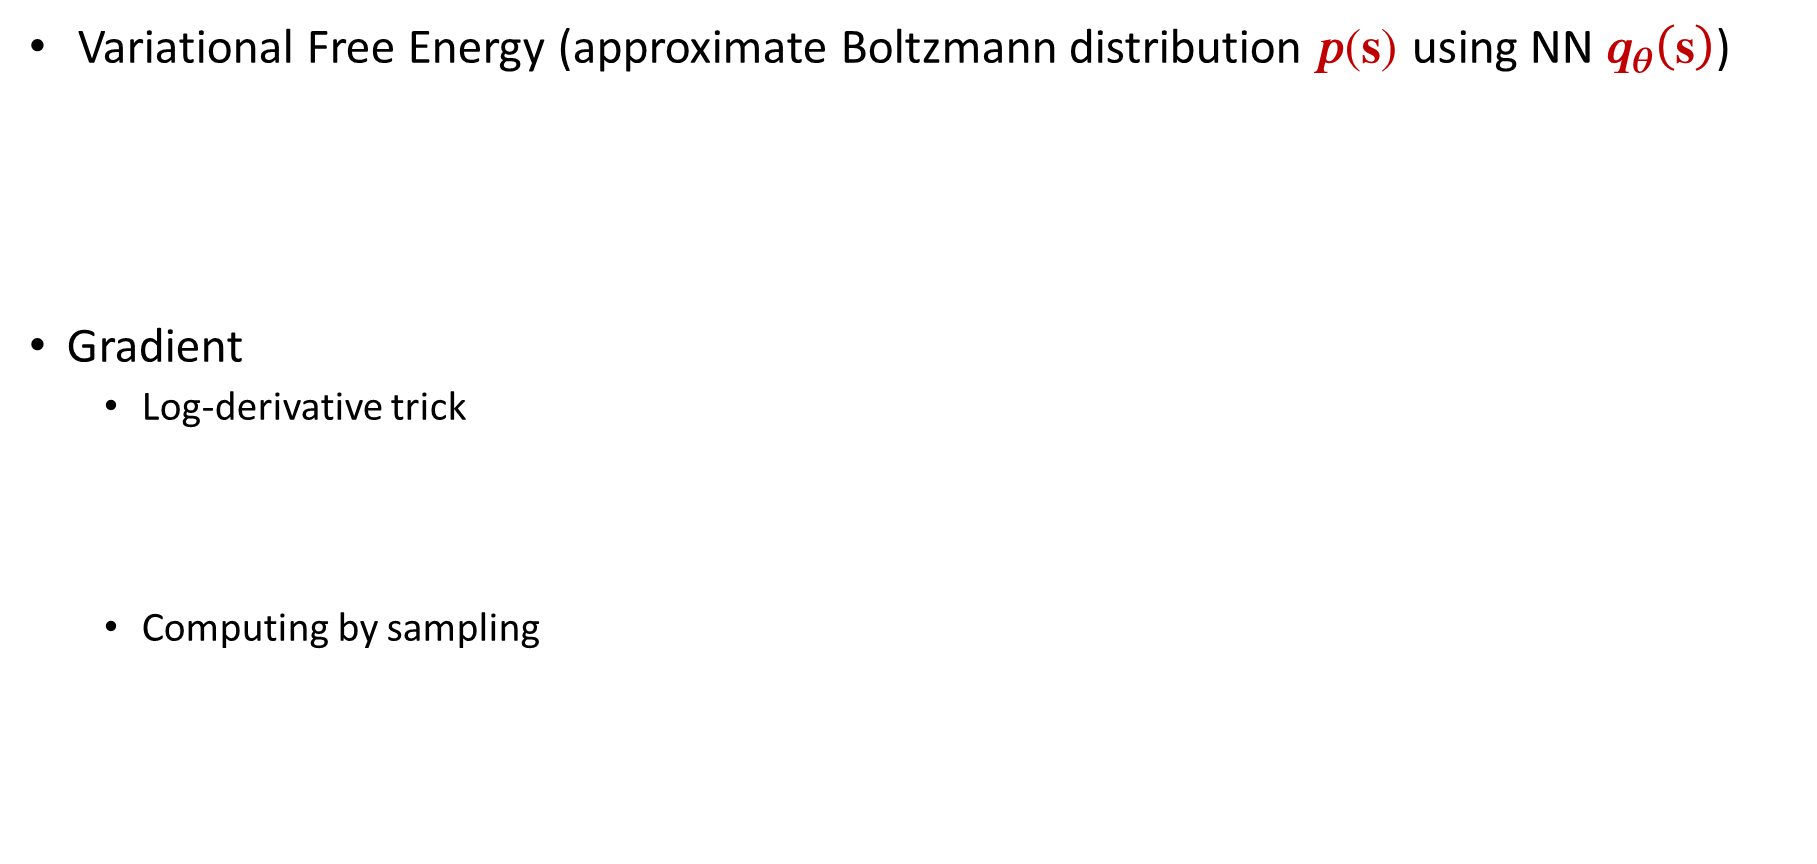 • Variational Free Energy (approximate Boltzmann distribution p(s) using NN qθ(s))
• Gradient
• Log-derivative trick
• Computing by sampling